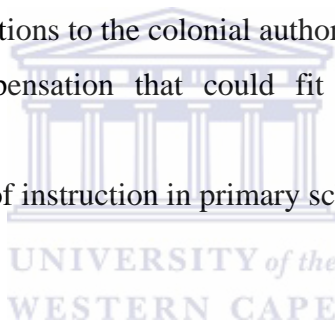 tions to the colonial author
pensation that could fit
of instruction in primary sc
UNIVERSITY of the
WESTERN CAPE